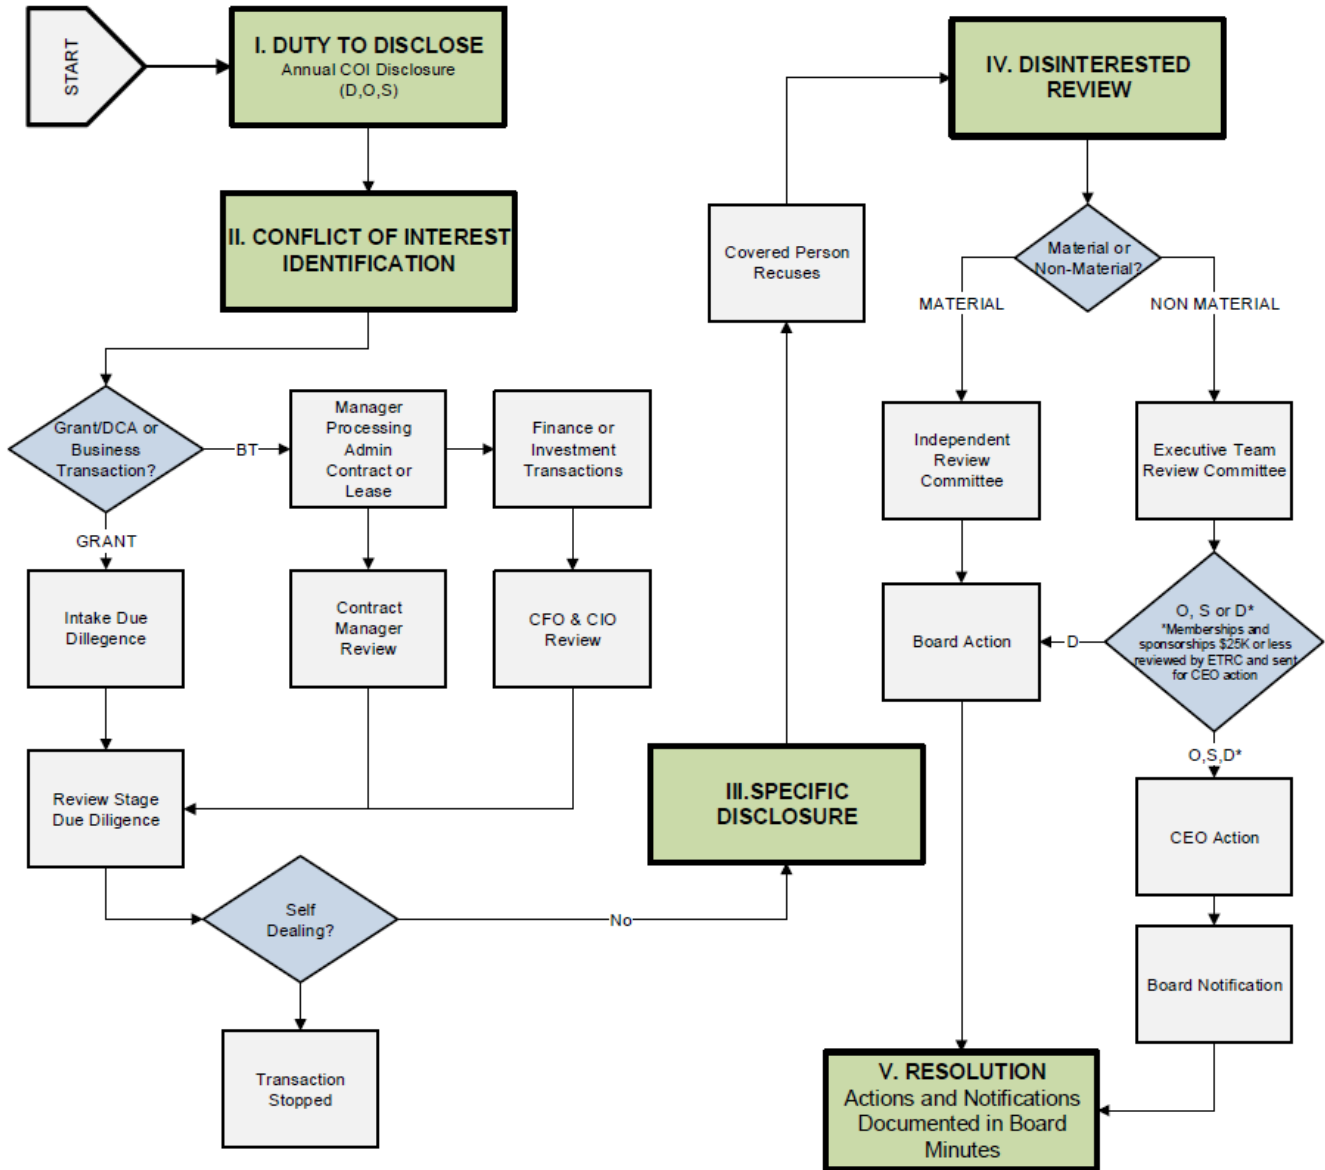 START
I. DUTY TO DISCLOSE
Annual COI Disclosure
(D,O,S)
II. CONFLICT OF INTEREST
IDENTIFICATION
Grant/DCA or
Business
Transaction?
BT
GRANT
Manager
Processing
Admin
Contract or
Lease
Finance or
Investment
Transactions
Intake Due
Dillegence
Contract
Manager
Review
CFO & CIO
Review
Review Stage
Due Diligence
Self
Dealing?
No
Transaction
Stopped
III.SPECIFIC
DISCLOSURE
Covered Person
Recuses
IV. DISINTERESTED
REVIEW
Material or
Non-Material?
MATERIAL
NON MATERIAL
Independent
Review
Committee
Executive Team
Review Committee
Board Action
D
O, S or D*
*Memberships and
sponsorships $25K or less
reviewed by ETRC and sent
for CEO action
O,S,D*
CEO Action
Board Notification
V. RESOLUTION
Actions and Notifications
Documented in Board
Minutes